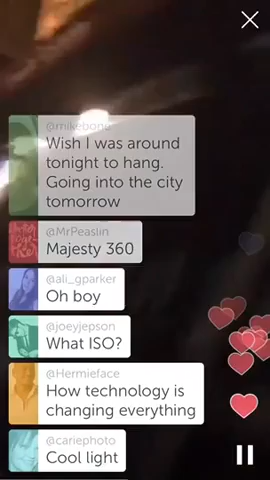 @mikebond
Wish I was around
tonight to hang.
Going into the city
tomorrow
@MrPeaslin
Majesty 360
@ali_gparker
Oh boy
@joeyjepson
What ISO?
@Hermieface
How technology is
changing everything
@cariephoto
Cool light